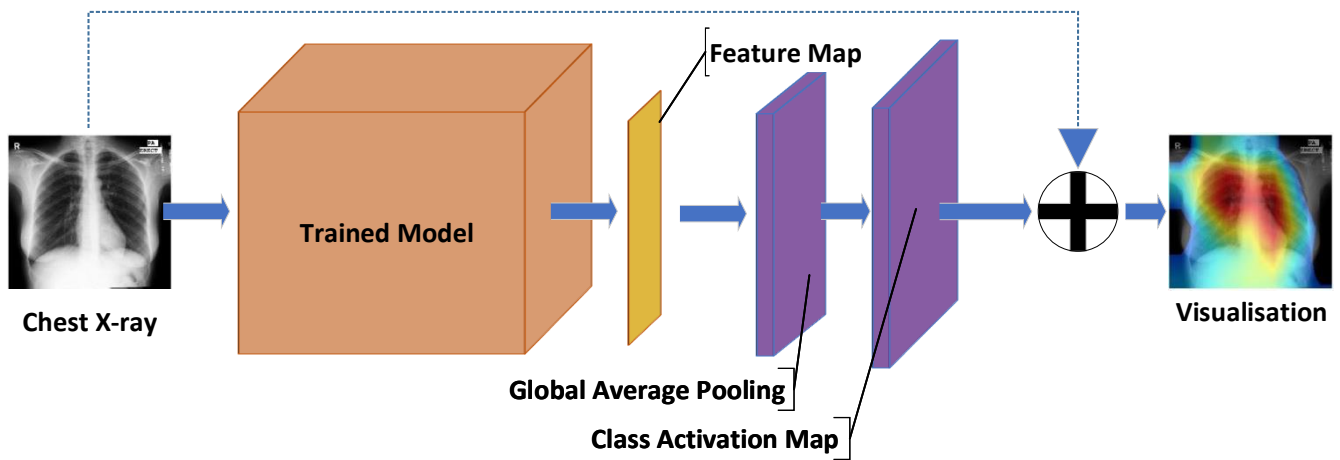 Feature Map
R
R
Trained Model
Chest X-ray
Visualisation
Global Average Pooling
Class Activation Map